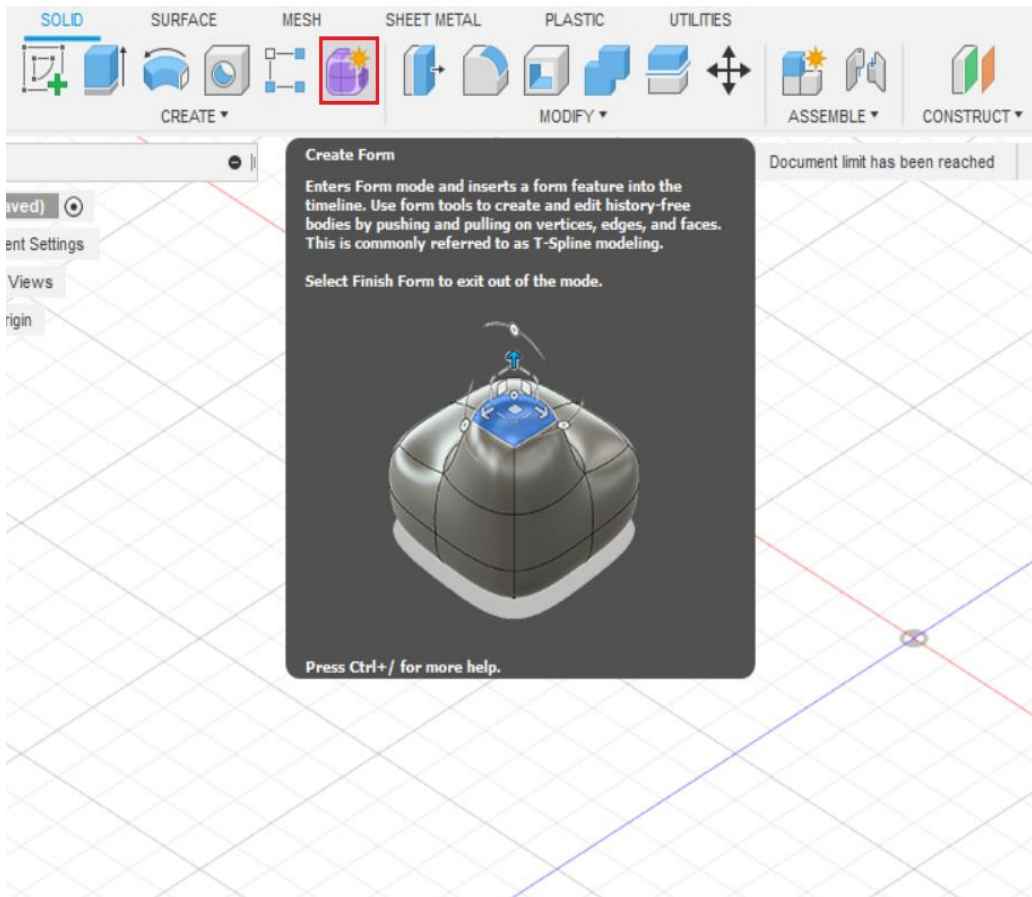 SOLID SURFACE MESH SHEET METAL PLASTIC UTILITIES
CREATE ▾ MODIFY ▾ ASSEMBLE ▾ CONSTRUCT ▾
Create Form
Document limit has been reached
Enters Form mode and inserts a form feature into the
timeline. Use form tools to create and edit history-free
bodies by pushing and pulling on vertices, edges, and faces.
This is commonly referred to as T-Spline modeling.
Select Finish Form to exit out of the mode.
Press Ctrl+/ for more help.
aved)
ent Settings
Views
rigin